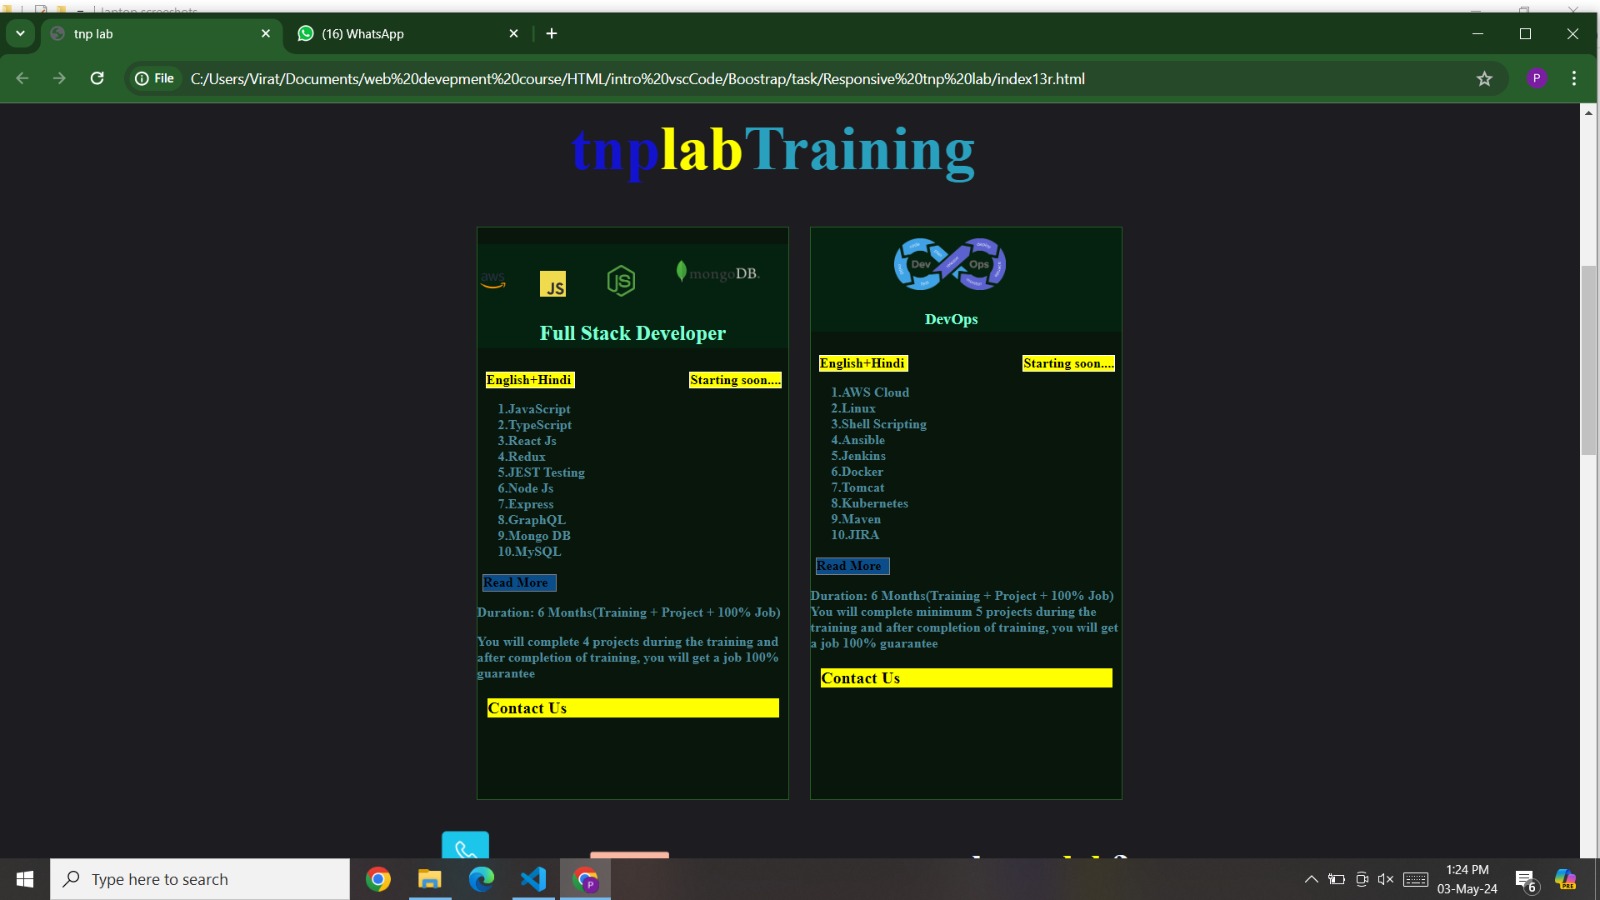 laptop screeshots
tnp lab
(16) WhatsApp
File
C:/Users/Virat/Documents/web%20devepment%20course/HTML/intro%20vscCode/Boostrap/task/Responsive%20tnp%20lab/index13r.html
P
tnplabTraining
aws
JS
JS
mongoDB.
Full Stack Developer
English+Hindi
Starting soon....
1.JavaScript
2.TypeScript
3.React Js
4.Redux
5.JEST Testing
6.Node Js
7.Express
8.GraphQL
9.Mongo DB
10.MySQL
Read More
Duration: 6 Months(Training + Project + 100% Job)
You will complete 4 projects during the training and
after completion of training, you will get a job 100%
guarantee
Contact Us
Dev Ops
DevOps
English+Hindi
Starting soon....
1.AWS Cloud
2.Linux
3.Shell Scripting
4.Ansible
5.Jenkins
6.Docker
7.Tomcat
8.Kubernetes
9.Maven
10.JIRA
Read More
Duration: 6 Months(Training + Project + 100% Job)
You will complete minimum 5 projects during the
training and after completion of training, you will get
a job 100% guarantee
Contact Us
Type here to search
P
1:24 PM
03-May-24
6
PRE